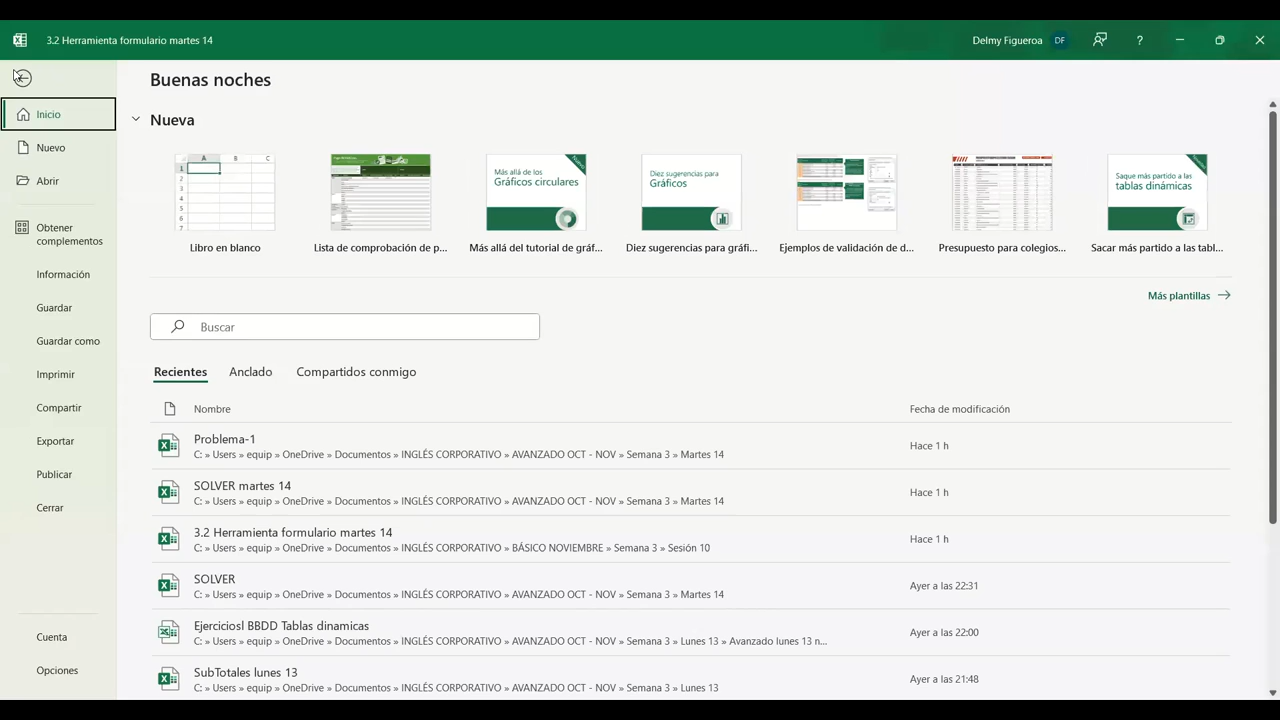 3.2 Herramienta formulario martes 14
Delmy Figueroa
DF
?
Inicio
Nuevo
Abrir
Obtener
complementos
Información
Guardar
Guardar como
Imprimir
Compartir
Exportar
Publicar
Cerrar
Cuenta
Opciones
Buenas noches
Nueva
A B C
1
2
3
4
5
6
7
Libro en blanco
Lista de comprobación de p...
Más allá de los
Gráficos circulares
Más allá del tutorial de gráf...
Diez sugerencias para
Gráficos
Diez sugerencias para gráfi...
Ejemplos de validación de d...
Presupuesto para colegios...
Saque más partido a las
tablas dinámicas
Sacar más partido a las tabl...
Más plantillas
Buscar
Recientes Anclado Compartidos conmigo
Nombre Fecha de modificación
Problema-1
C: » Users » equip » OneDrive » Documentos » INGLÉS CORPORATIVO » AVANZADO OCT - NOV » Semana 3 » Martes 14
Hace 1 h
SOLVER martes 14
C: » Users » equip » OneDrive » Documentos » INGLÉS CORPORATIVO » AVANZADO OCT - NOV » Semana 3 » Martes 14
Hace 1 h
3.2 Herramienta formulario martes 14
C: » Users » equip » OneDrive » Documentos » INGLÉS CORPORATIVO » BÁSICO NOVIEMBRE » Semana 3 » Sesión 10
Hace 1 h
SOLVER
C: » Users » equip » OneDrive » Documentos » INGLÉS CORPORATIVO » AVANZADO OCT - NOV » Semana 3 » Martes 14
Ayer a las 22:31
Ejerciciosl BBDD Tablas dinamicas
C: » Users » equip » OneDrive » Documentos » INGLÉS CORPORATIVO » AVANZADO OCT - NOV » Semana 3 » Lunes 13 » Avanzado lunes 13 n...
Ayer a las 22:00
SubTotales lunes 13
C: » Users » equip » OneDrive » Documentos » INGLÉS CORPORATIVO » AVANZADO OCT - NOV » Semana 3 » Lunes 13
Ayer a las 21:48